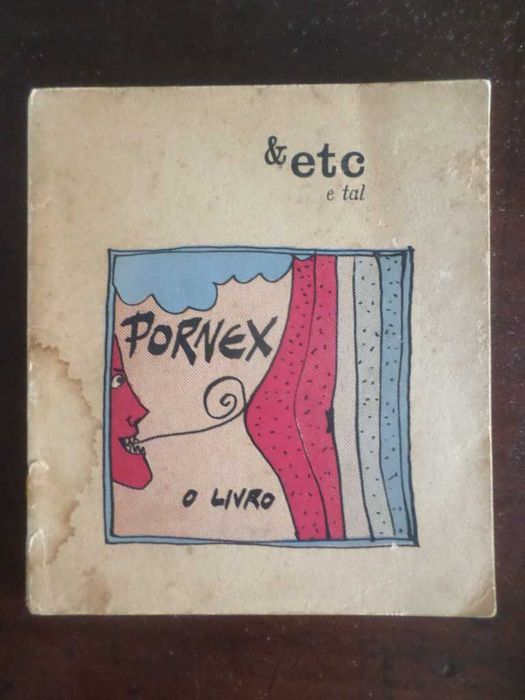 & etc
e tal
PORNEX
O LIVRO